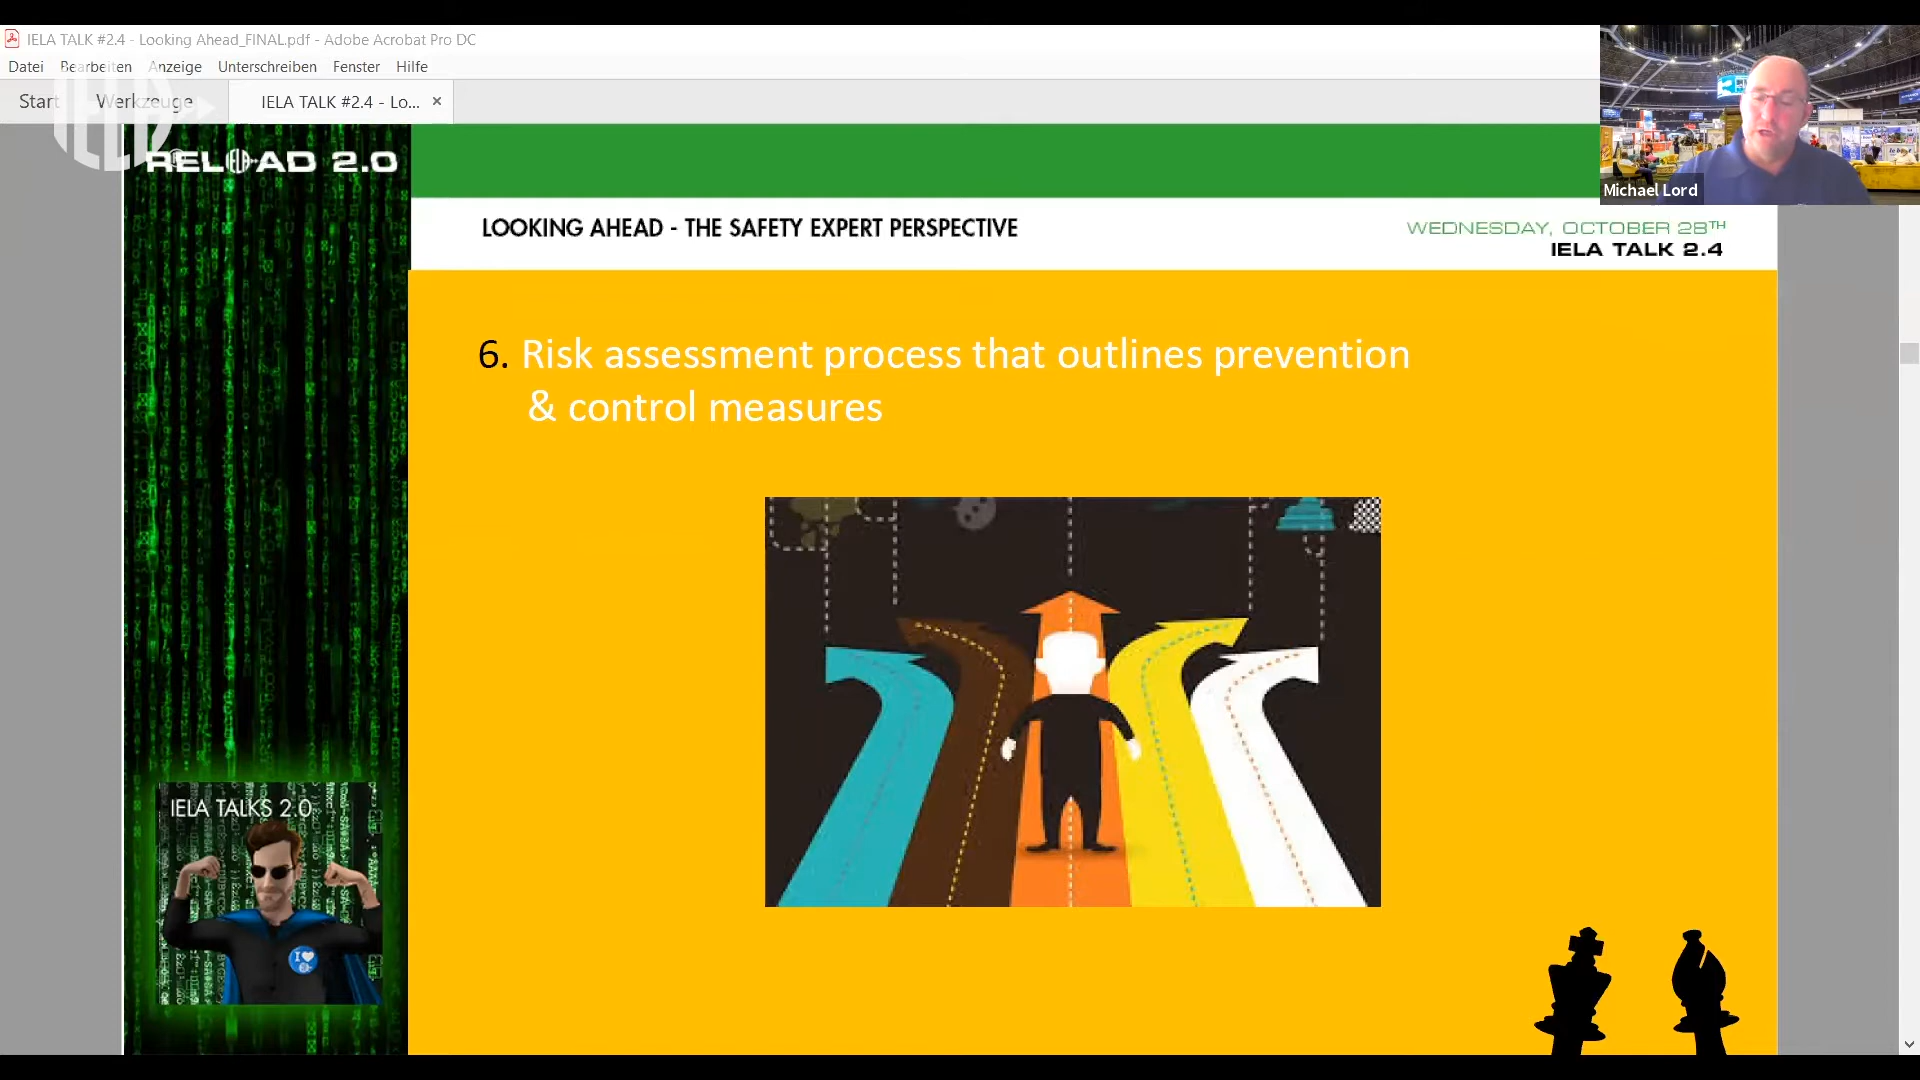 IELA TALK #2.4 - Looking Ahead_FINAL.pdf - Adobe Acrobat Pro DC
Datei Bearbeiten Anzeige Unterschreiben Fenster Hilfe
Start Werkzeuge IELA TALK #2.4 - Lo... ×
IELA
RELOAD 2.0
Michael Lord
LOOKING AHEAD - THE SAFETY EXPERT PERSPECTIVE
WEDNESDAY, OCTOBER 28TH
IELA TALK 2.4
6. Risk assessment process that outlines prevention
& control measures
IELA TALKS 2.0
I